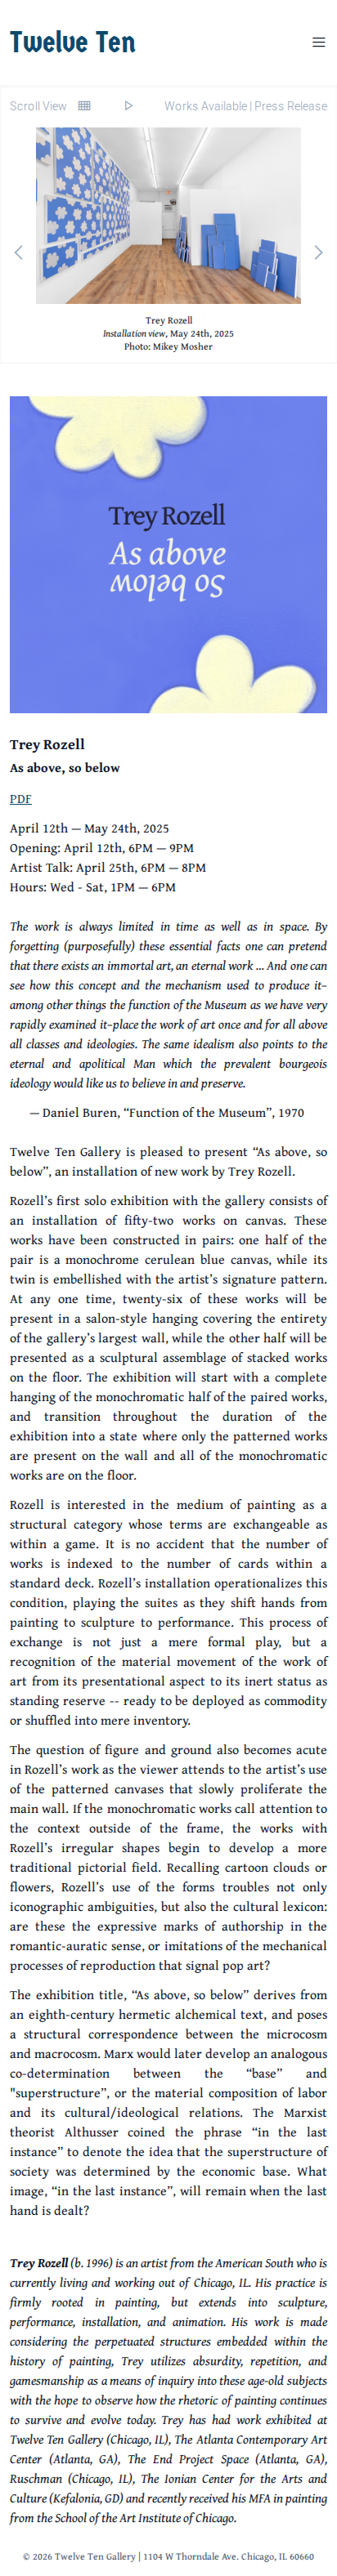 Twelve Ten
Scroll View
Works Available | Press Release
Trey Rozell
Installation view, May 24th, 2025
Photo: Mikey Mosher
Trey Rozell
As above
So below
Trey Rozell
As above, so below
PDF
April 12th — May 24th, 2025
Opening: April 12th, 6PM — 9PM
Artist Talk: April 25th, 6PM — 8PM
Hours: Wed - Sat, 1PM — 6PM
The work is always limited in time as well as in space. By
forgetting (purposefully) these essential facts one can pretend
that there exists an immortal art, an eternal work ... And one can
see how this concept and the mechanism used to produce it–
among other things the function of the Museum as we have very
rapidly examined it–place the work of art once and for all above
all classes and ideologies. The same idealism also points to the
eternal and apolitical Man which the prevalent bourgeois
ideology would like us to believe in and preserve.
— Daniel Buren, “Function of the Museum”, 1970
Twelve Ten Gallery is pleased to present “As above, so
below”, an installation of new work by Trey Rozell.
Rozell’s first solo exhibition with the gallery consists of
an installation of fifty-two works on canvas. These
works have been constructed in pairs: one half of the
pair is a monochrome cerulean blue canvas, while its
twin is embellished with the artist’s signature pattern.
At any one time, twenty-six of these works will be
present in a salon-style hanging covering the entirety
of the gallery’s largest wall, while the other half will be
presented as a sculptural assemblage of stacked works
on the floor. The exhibition will start with a complete
hanging of the monochromatic half of the paired works,
and transition throughout the duration of the
exhibition into a state where only the patterned works
are present on the wall and all of the monochromatic
works are on the floor.
Rozell is interested in the medium of painting as a
structural category whose terms are exchangeable as
within a game. It is no accident that the number of
works is indexed to the number of cards within a
standard deck. Rozell’s installation operationalizes this
condition, playing the suites as they shift hands from
painting to sculpture to performance. This process of
exchange is not just a mere formal play, but a
recognition of the material movement of the work of
art from its presentational aspect to its inert status as
standing reserve -- ready to be deployed as commodity
or shuffled into mere inventory.
The question of figure and ground also becomes acute
in Rozell’s work as the viewer attends to the artist’s use
of the patterned canvases that slowly proliferate the
main wall. If the monochromatic works call attention to
the context outside of the frame, the works with
Rozell’s irregular shapes begin to develop a more
traditional pictorial field. Recalling cartoon clouds or
flowers, Rozell’s use of the forms troubles not only
iconographic ambiguities, but also the cultural lexicon:
are these the expressive marks of authorship in the
romantic-auratic sense, or imitations of the mechanical
processes of reproduction that signal pop art?
The exhibition title, “As above, so below” derives from
an eighth-century hermetic alchemical text, and poses
a structural correspondence between the microcosm
and macrocosm. Marx would later develop an analogous
co-determination between the “base” and
"superstructure”, or the material composition of labor
and its cultural/ideological relations. The Marxist
theorist Althusser coined the phrase “in the last
instance” to denote the idea that the superstructure of
society was determined by the economic base. What
image, “in the last instance”, will remain when the last
hand is dealt?
Trey Rozell (b. 1996) is an artist from the American South who is
currently living and working out of Chicago, IL. His practice is
firmly rooted in painting, but extends into sculpture,
performance, installation, and animation. His work is made
considering the perpetuated structures embedded within the
history of painting, Trey utilizes absurdity, repetition, and
gamesmanship as a means of inquiry into these age-old subjects
with the hope to observe how the rhetoric of painting continues
to survive and evolve today. Trey has had work exhibited at
Twelve Ten Gallery (Chicago, IL), The Atlanta Contemporary Art
Center (Atlanta, GA), The End Project Space (Atlanta, GA),
Ruschman (Chicago, IL), The Ionian Center for the Arts and
Culture (Kefalonia, GD) and recently received his MFA in painting
from the School of the Art Institute of Chicago.
© 2026 Twelve Ten Gallery | 1104 W Thorndale Ave. Chicago, IL 60660